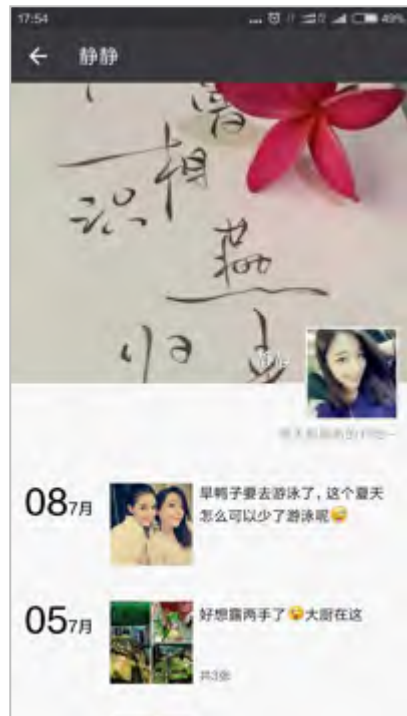 17:54
... 49%
静静
相
识
燕
归
08 7月
旱鸭子要去游泳了，这个夏天
怎么可以少了游泳呢😅
05 7月
好想露两手了😮大厨在这
共3张